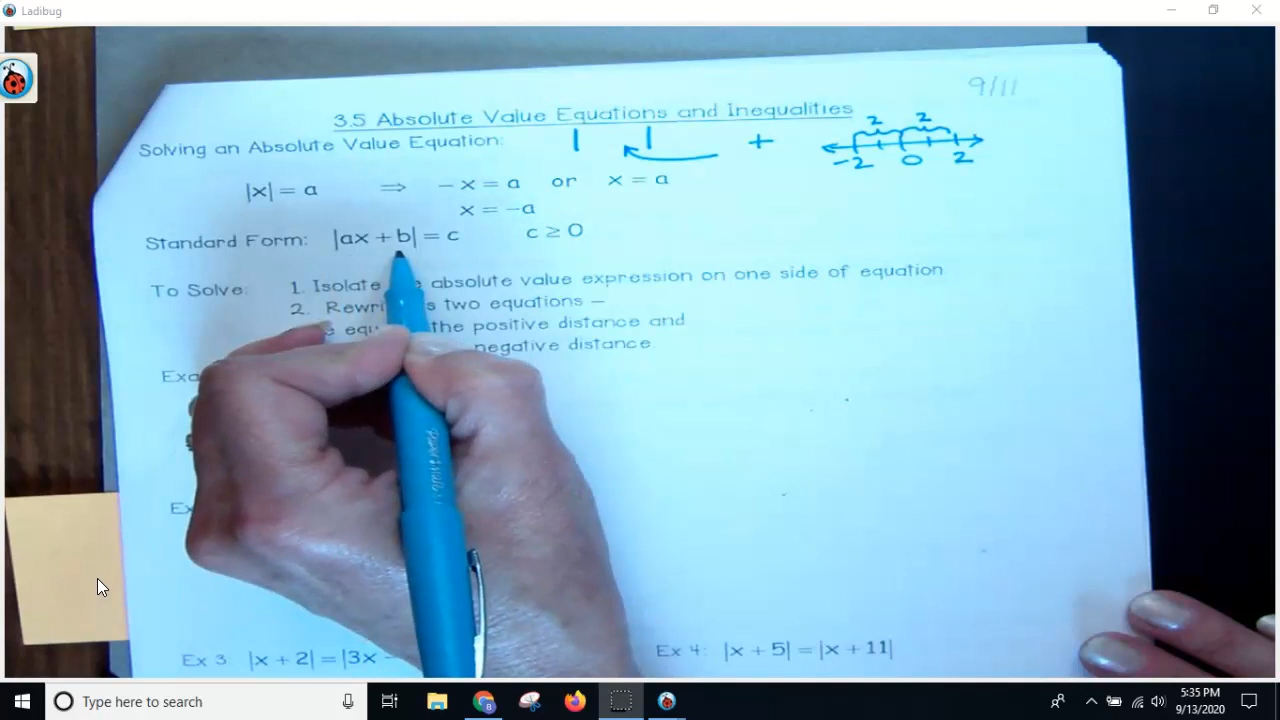 Ladibug
9/11
3.5 Absolute Value Equations and Inequalities
Solving an Absolute Value Equation: | | +
2 2
-2 0 2
|x| = a ⇒ -x = a or x = a
x = -a
Standard Form: |ax + b| = c c ≥ 0
To Solve: 1. Isolate absolute value expression on one side of equation
2. two equations –
the positive distance and
negative distance.
Ex 3 |x + 2| = |3x
Ex 4: |x + 5| = |x + 11|
Type here to search
5:35 PM
9/13/2020